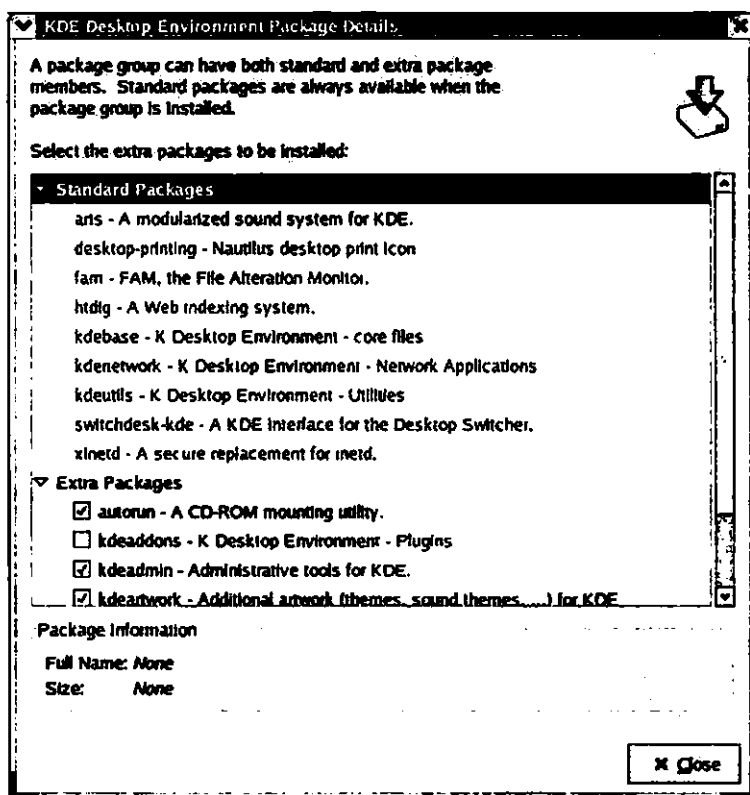 KDE Desktop Environment Package Details
A package group can have both standard and extra package
members. Standard packages are always available when the
package group is installed.
Select the extra packages to be installed:
Standard Packages
arts - A modularized sound system for KDE.
desktop-printing - Nautilus desktop print icon
fam - FAM, the File Alteration Monitor.
htdig - A Web indexing system.
kdebase - K Desktop Environment - core files
kdenetwork - K Desktop Environment - Network Applications
kdeutils - K Desktop Environment - Utilities
switchdesk-kde - A KDE interface for the Desktop Switcher.
xinetd - A secure replacement for inetd.
Extra Packages
autorun - A CD-ROM mounting utility.
kdeaddons - K Desktop Environment - Plugins
kdeadmin - Administrative tools for KDE.
kdeartwork - Additional artwork (themes, sound themes, ...) for KDE
Package Information
Full Name: None
Size: None
Close